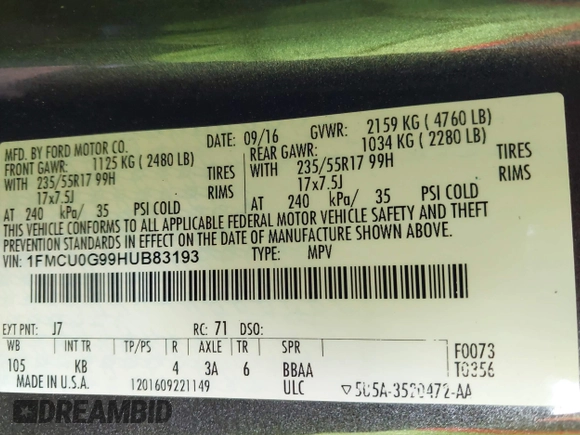 MFD. BY FORD MOTOR CO. DATE: 09/16 GVWR: 2159 KG ( 4760 LB)
FRONT GAWR: 1125 KG ( 2480 LB) REAR GAWR: 1034 KG ( 2280 LB)
WITH 235/55R17 99H TIRES WITH 235/55R17 99H TIRES
17x7.5J RIMS 17x7.5J RIMS
AT 240 kPa/ 35 PSI COLD AT 240 kPa/ 35 PSI COLD
THIS VEHICLE CONFORMS TO ALL APPLICABLE FEDERAL MOTOR VEHICLE SAFETY AND THEFT
PREVENTION STANDARDS IN EFFECT ON THE DATE OF MANUFACTURE SHOWN ABOVE.
VIN: 1FMCU0G99HUB83193 TYPE: MPV
EXT PNT: J7 RC: 71 DSO:
WB INT TR TP/PS R AXLE TR SPR
105 KB 4 3A 6 BBAA
F0073
T0356
MADE IN U.S.A. 1201609221149 ULC ▽5U5A-3520472-AA
DREAMBID